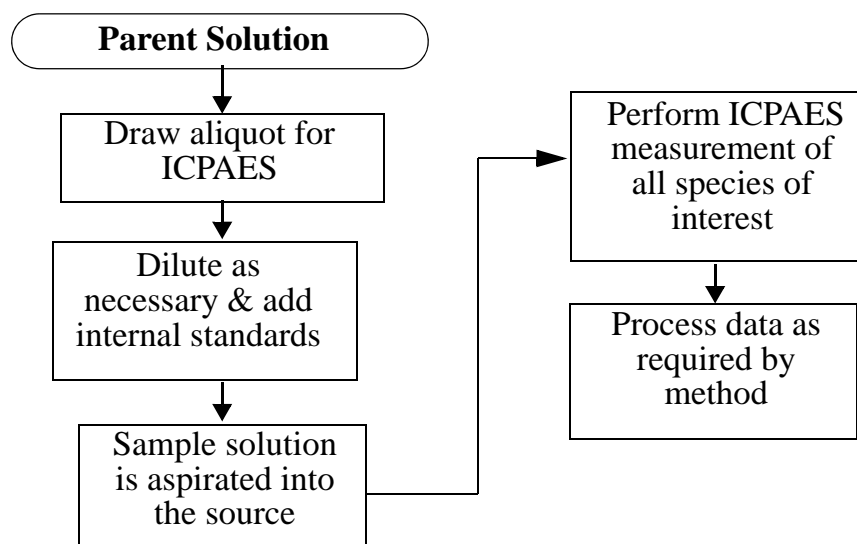 Parent Solution
Draw aliquot for
ICPAES
Dilute as
necessary & add
internal standards
Sample solution
is aspirated into
the source
Perform ICPAES
measurement of
all species of
interest
Process data as
required by
method